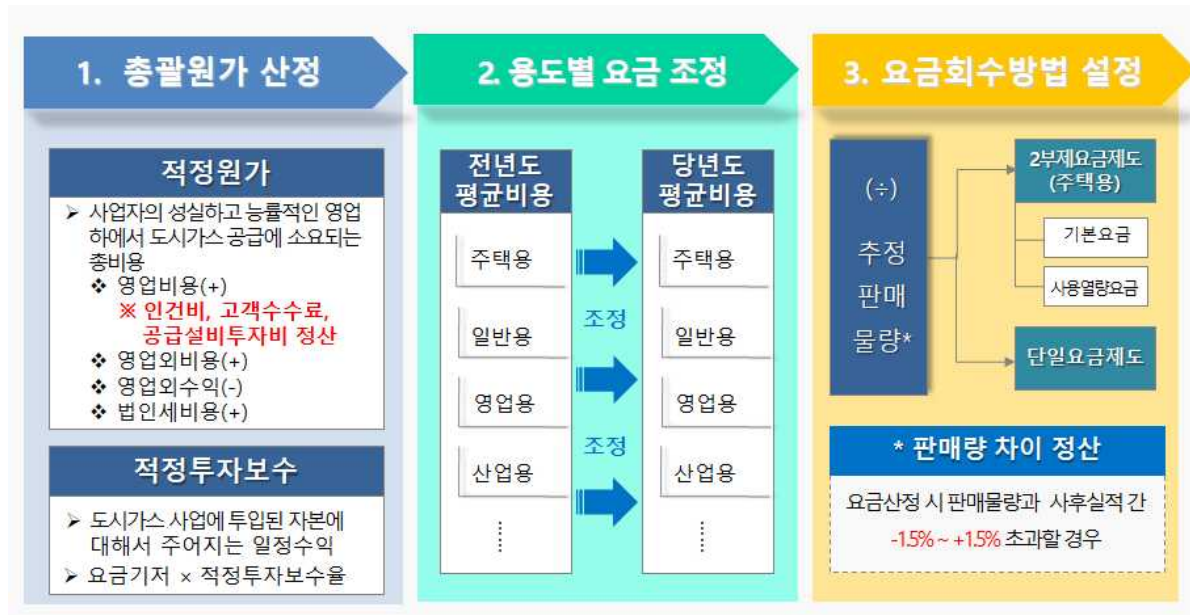 1. 총괄원가 산정
적정원가
➢ 사업자의 성실하고 능률적인 영업
하에서 도시가스 공급에 소요되는
총비용
❖ 영업비용(+)
※ 인건비, 고객수수료,
공급설비투자비 정산
❖ 영업외비용(+)
❖ 영업외수익(-)
❖ 법인세비용(+)
적정투자보수
➢ 도시가스 사업에 투입된 자본에
대해서 주어지는 일정수익
➢ 요금기저 × 적정투자보수율
2. 용도별 요금 조정
전년도
평균비용
주택용
일반용
영업용
산업용
조정
조정
당년도
평균비용
주택용
일반용
영업용
산업용
3. 요금회수방법 설정
(÷)
추정
판매
물량*
2부제요금제도
(주택용)
기본요금
사용열량요금
단일요금제도
* 판매량 차이 정산
요금산정 시 판매물량과 사후실적 간
-1.5% ~ +1.5% 초과할 경우